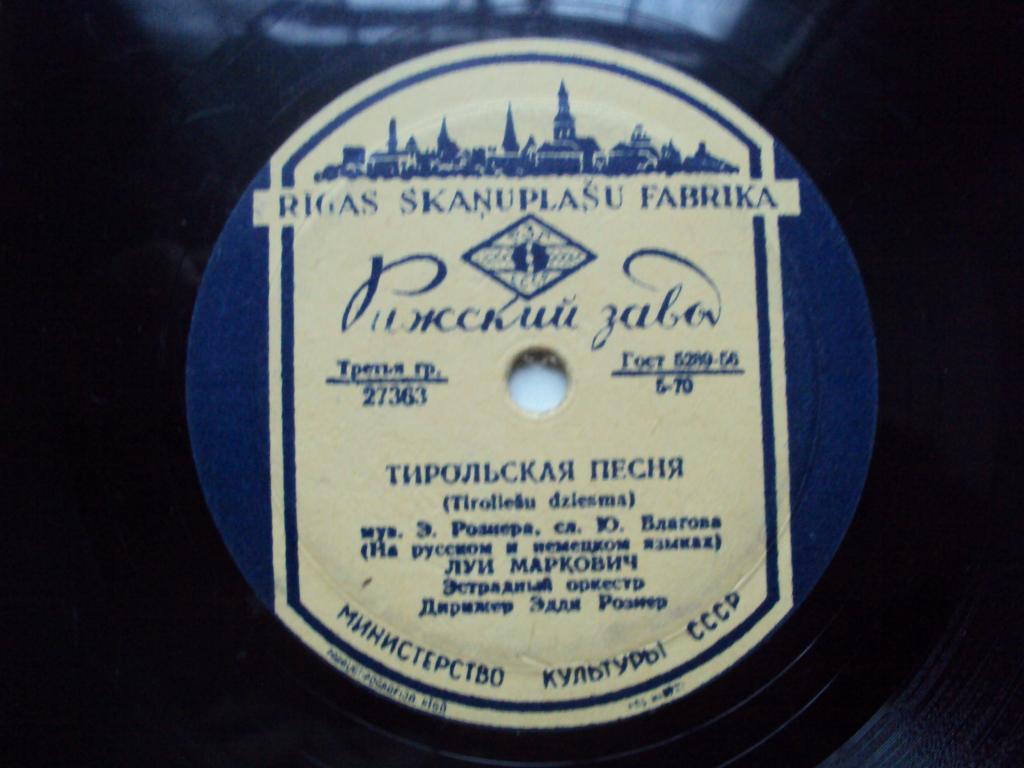 RIGAS SKAŅUPLAŠU FABRIKA
СССР
Рижский завод
Третья гр.
27363
Гост 5289-56
5-70
ТИРОЛЬСКАЯ ПЕСНЯ
(Tiroliešu dziesma)
муз. Э. Рознера, сл. Ю. Благова
(На русском и немецком языках)
ЛУИ МАРКОВИЧ
Эстрадный оркестр
Дирижер Эдди Рознер
МИНИСТЕРСТВО КУЛЬТУРЫ СССР